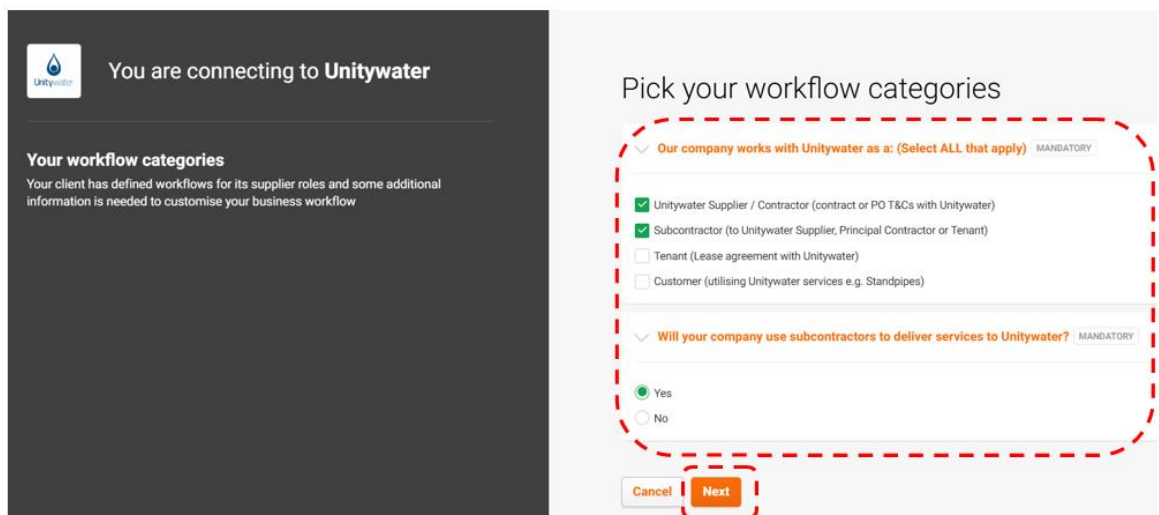 Unitywater
You are connecting to Unitywater
Your workflow categories
Your client has defined workflows for its supplier roles and some additional
information is needed to customise your business workflow
Pick your workflow categories
Our company works with Unitywater as a: (Select ALL that apply) MANDATORY
Unitywater Supplier / Contractor (contract or PO T&Cs with Unitywater)
Subcontractor (to Unitywater Supplier, Principal Contractor or Tenant)
Tenant (Lease agreement with Unitywater)
Customer (utilising Unitywater services e.g. Standpipes)
Will your company use subcontractors to deliver services to Unitywater? MANDATORY
Yes
No
Cancel Next